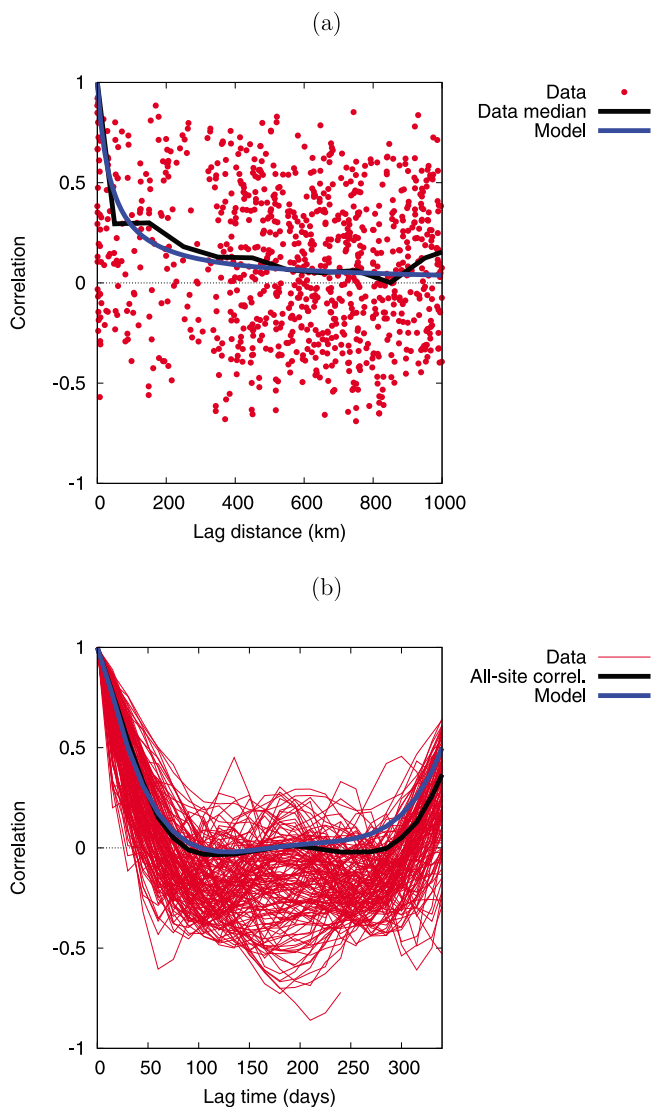 (a)
1
0.5
0
-0.5
-1
Correlation
0 200 400 600 800 1000
Lag distance (km)
Data
Data median
Model
(b)
1
0.5
0
-0.5
-1
Correlation
0 50 100 150 200 250 300
Lag time (days)
Data
All-site correl.
Model